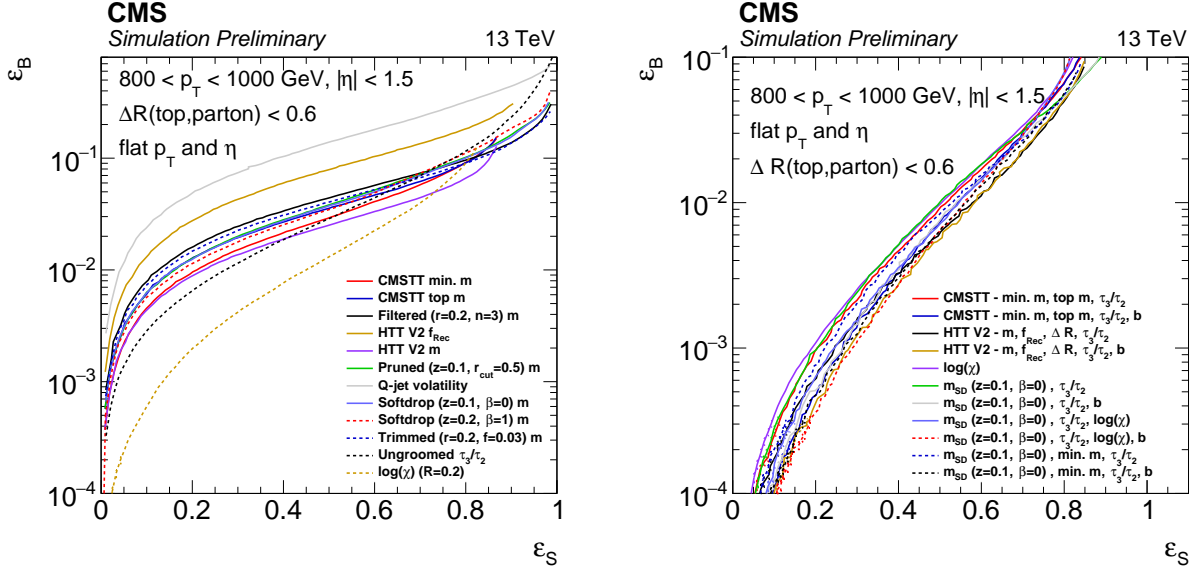 CMS
Simulation Preliminary
13 TeV
ε_B
800 < p_T < 1000 GeV, |η| < 1.5
ΔR(top,parton) < 0.6
flat p_T and η
10^−1
10^−2
10^−3
10^−4
CMSTT min. m
CMSTT top m
Filtered (r=0.2, n=3) m
HTT V2 f_Rec
HTT V2 m
Pruned (z=0.1, r_cut=0.5) m
Q-jet volatility
Softdrop (z=0.1, β=0) m
Softdrop (z=0.2, β=1) m
Trimmed (r=0.2, f=0.03) m
Ungroomed τ_3/τ_2
log(χ) (R=0.2)
0 0.2 0.4 0.6 0.8 1
ε_S
CMS
Simulation Preliminary
13 TeV
ε_B
800 < p_T < 1000 GeV, |η| < 1.5
flat p_T and η
Δ R(top,parton) < 0.6
10^−1
10^−2
10^−3
10^−4
CMSTT - min. m, top m, τ_3/τ_2
CMSTT - min. m, top m, τ_3/τ_2, b
HTT V2 - m, f_Rec, Δ R, τ_3/τ_2
HTT V2 - m, f_Rec, Δ R, τ_3/τ_2, b
log(χ)
m_SD (z=0.1, β=0) , τ_3/τ_2
m_SD (z=0.1, β=0) , τ_3/τ_2, b
m_SD (z=0.1, β=0) , τ_3/τ_2, log(χ)
m_SD (z=0.1, β=0) , τ_3/τ_2, log(χ), b
m_SD (z=0.1, β=0) , min. m, τ_3/τ_2
m_SD (z=0.1, β=0) , min. m, τ_3/τ_2, b
0 0.2 0.4 0.6 0.8 1
ε_S